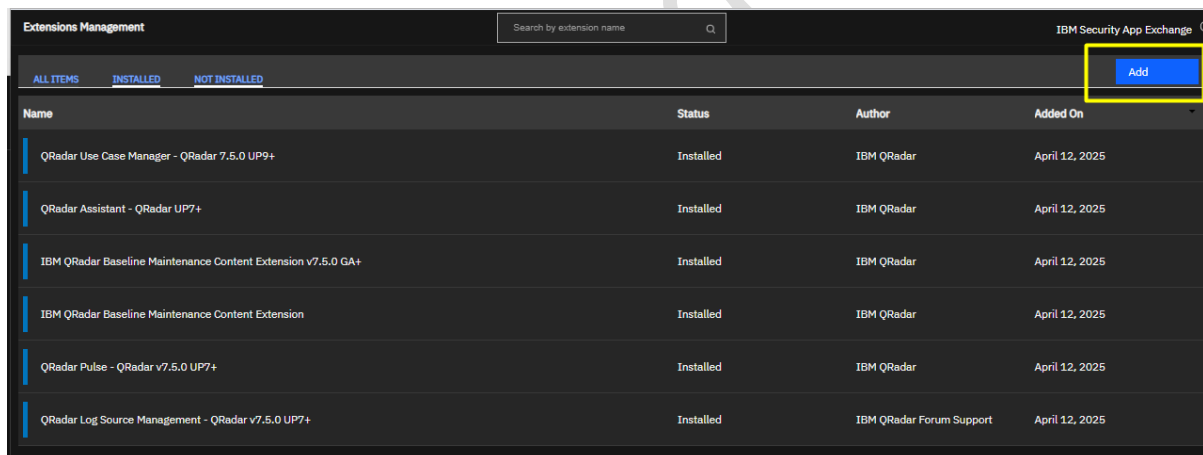 Extensions Management
Search by extension name
IBM Security App Exchange
ALL ITEMS INSTALLED NOT INSTALLED
Add
Name Status Author Added On
QRadar Use Case Manager - QRadar 7.5.0 UP9+ Installed IBM QRadar April 12, 2025
QRadar Assistant - QRadar UP7+ Installed IBM QRadar April 12, 2025
IBM QRadar Baseline Maintenance Content Extension v7.5.0 GA+ Installed IBM QRadar April 12, 2025
IBM QRadar Baseline Maintenance Content Extension Installed IBM QRadar April 12, 2025
QRadar Pulse - QRadar v7.5.0 UP7+ Installed IBM QRadar April 12, 2025
QRadar Log Source Management - QRadar v7.5.0 UP7+ Installed IBM QRadar Forum Support April 12, 2025